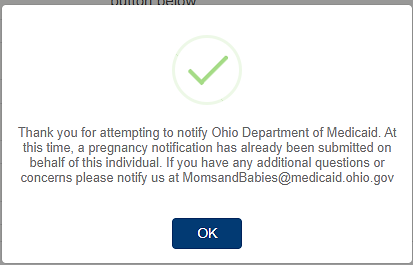 button below
Thank you for attempting to notify Ohio Department of Medicaid. At
this time, a pregnancy notification has already been submitted on
behalf of this individual. If you have any additional questions or
concerns please notify us at MomsandBabies@medicaid.ohio.gov
OK